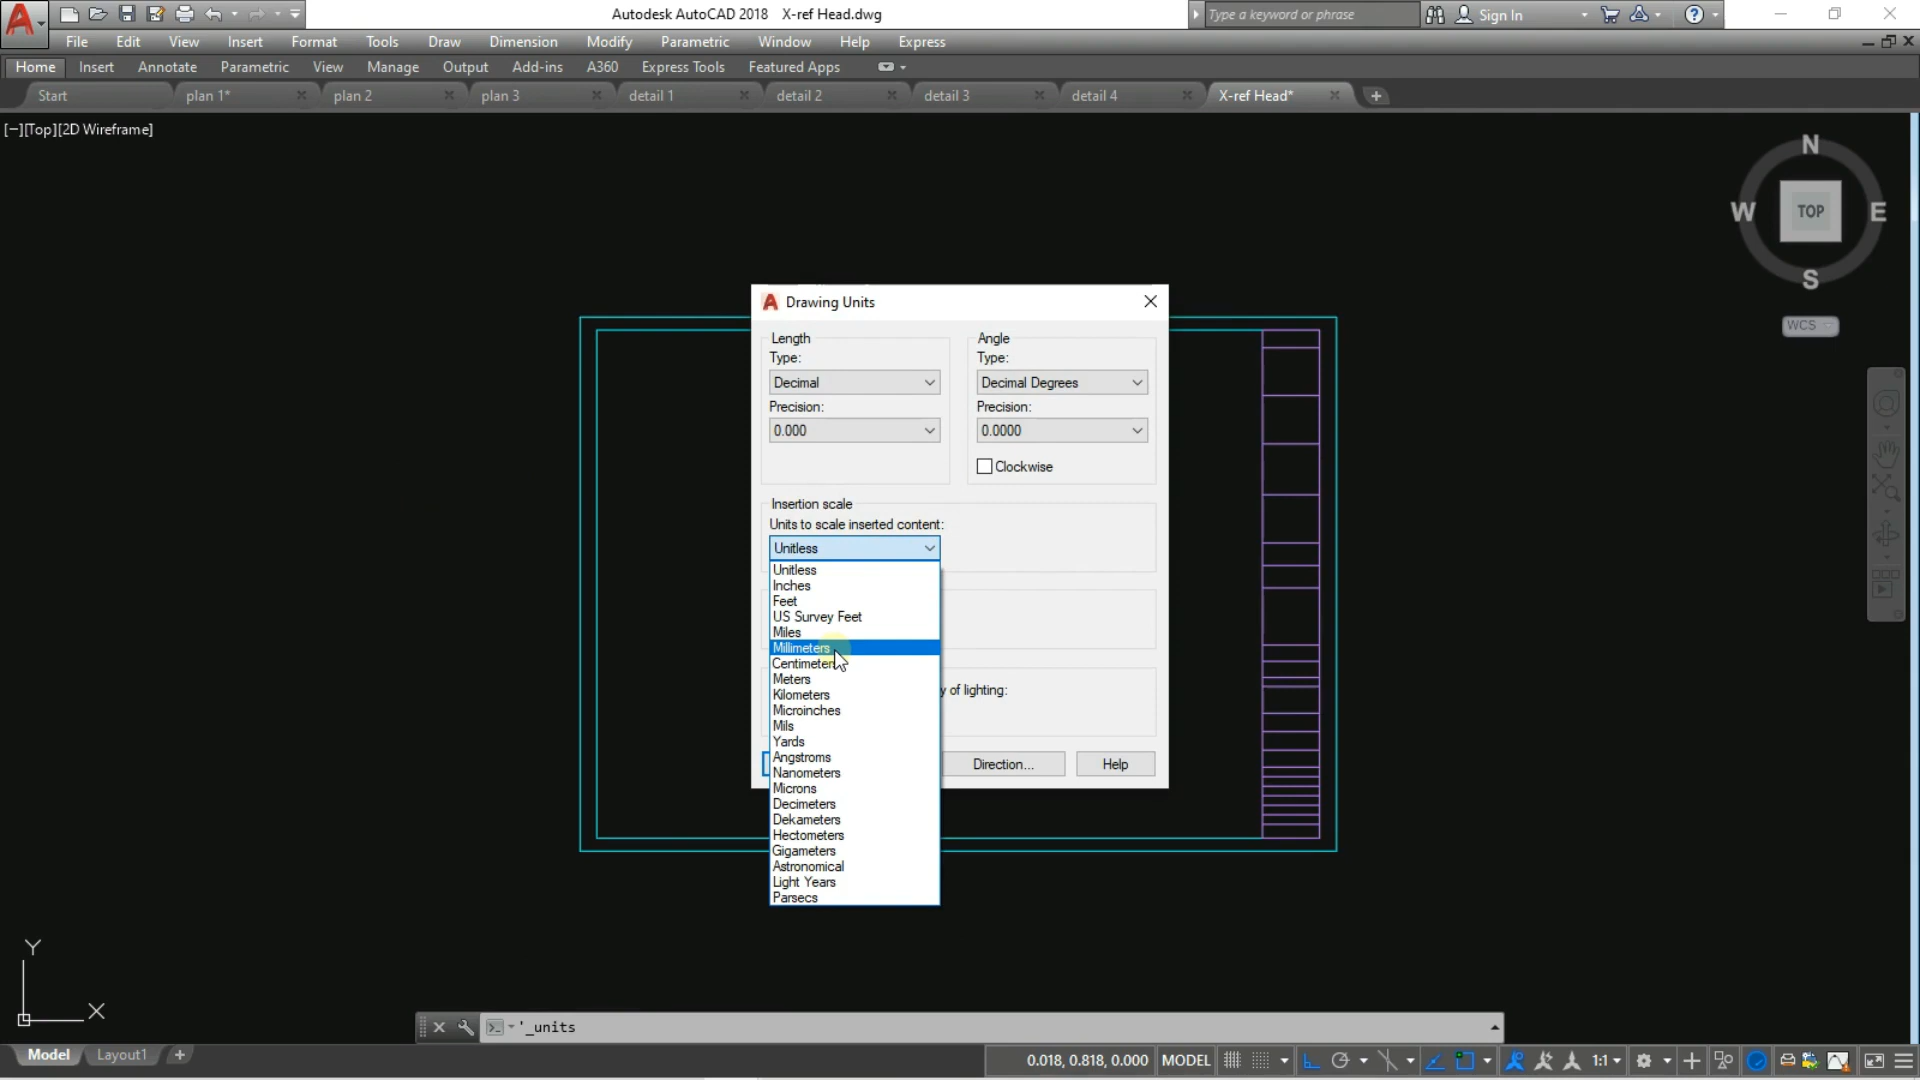 Autodesk AutoCAD 2018 X-ref Head.dwg
Type a keyword or phrase
Sign In
File Edit View Insert Format Tools Draw Dimension Modify Parametric Window Help Express
Home Insert Annotate Parametric View Manage Output Add-ins A360 Express Tools Featured Apps
Start plan 1* plan 2 plan 3 detail 1 detail 2 detail 3 detail 4 X-ref Head*
[−][Top][2D Wireframe]
N
W TOP E
S
WCS
Drawing Units
Length Angle
Type: Type:
Decimal Decimal Degrees
Precision: Precision:
0.000 0.0000
Clockwise
Insertion scale
Units to scale inserted content:
Unitless
Unitless
Inches
Feet
US Survey Feet
Miles
Millimeters
Centimeters
Meters
y of lighting:
Kilometers
Microinches
Mils
Yards
Angstroms
Direction... Help
Nanometers
Microns
Decimeters
Dekameters
Hectometers
Gigameters
Astronomical
Light Years
Parsecs
Y
X
'_units
Model Layout1
0.018, 0.818, 0.000 MODEL 1:1